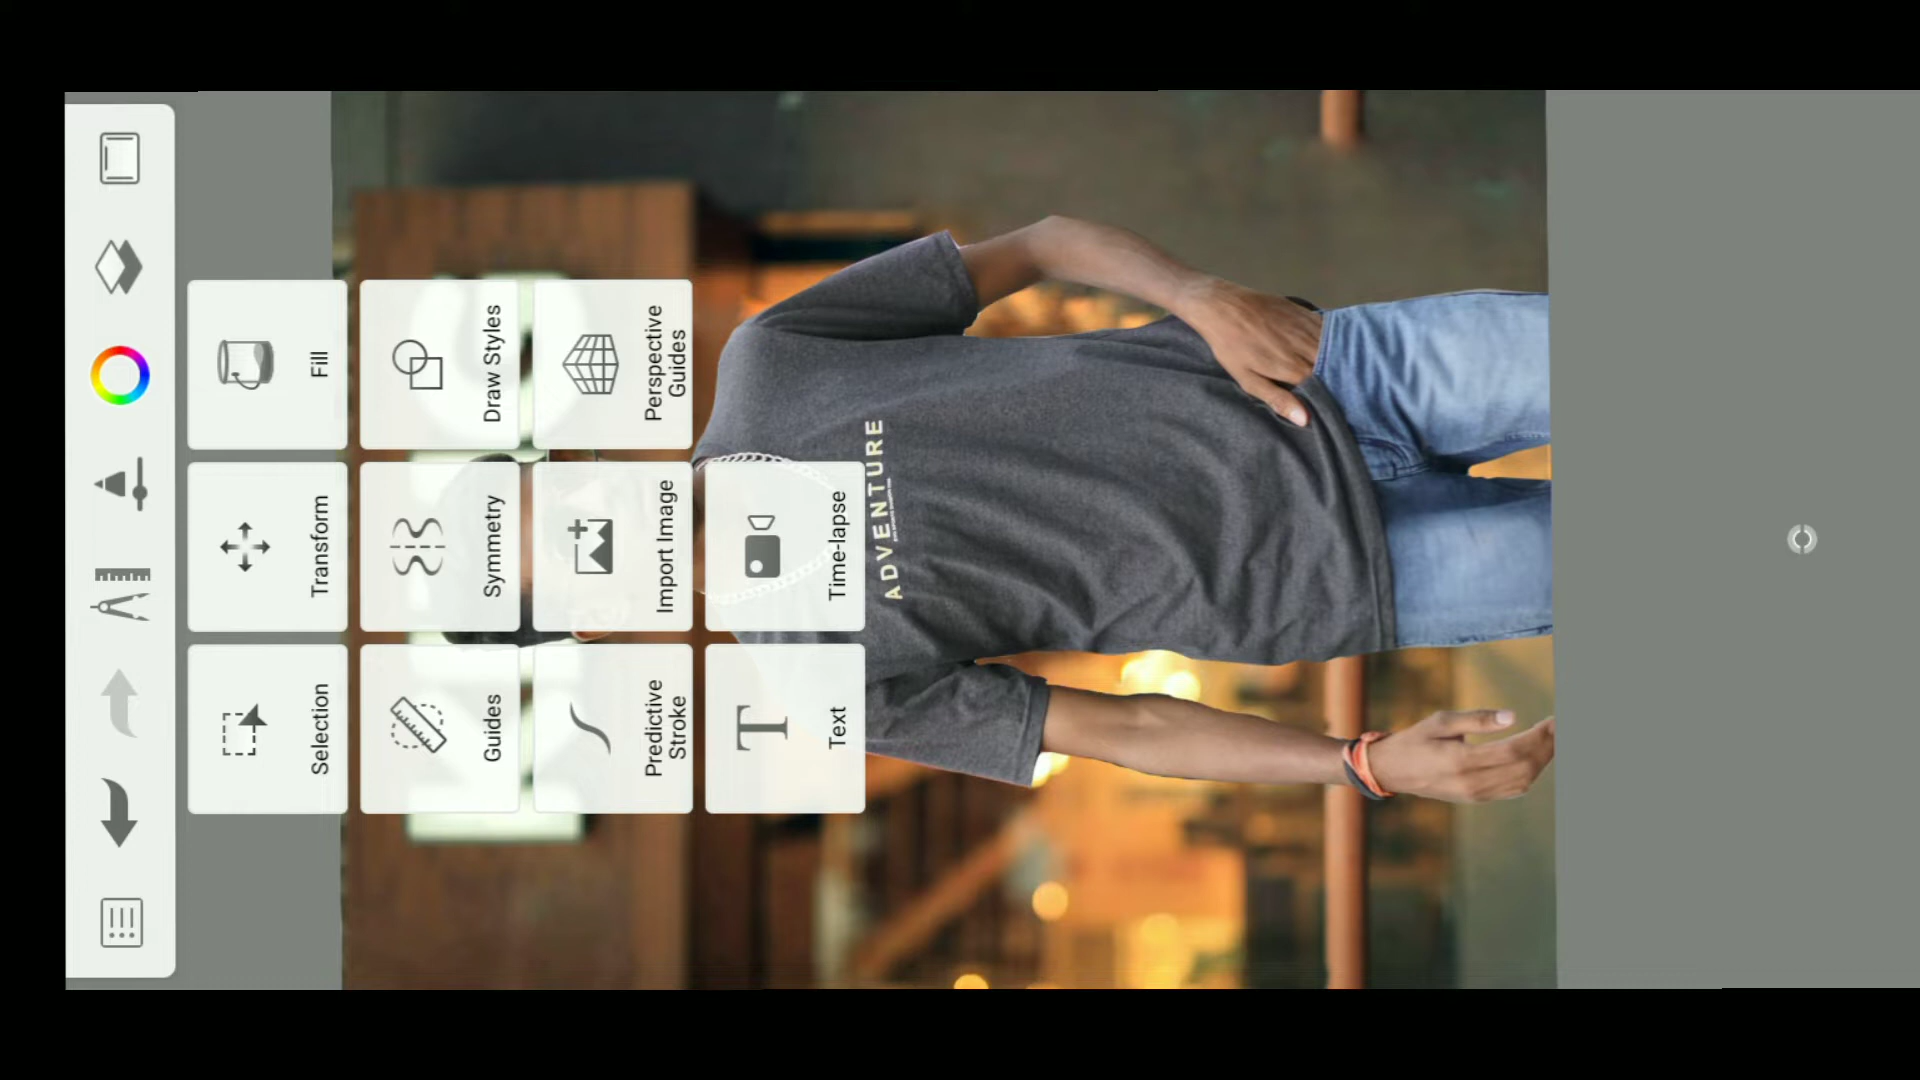 Selection
Transform
Fill
Guides
Symmetry
Draw Styles
Predictive
Stroke
Import Image
Perspective
Guides
Text
Time-lapse
ADVENTURE